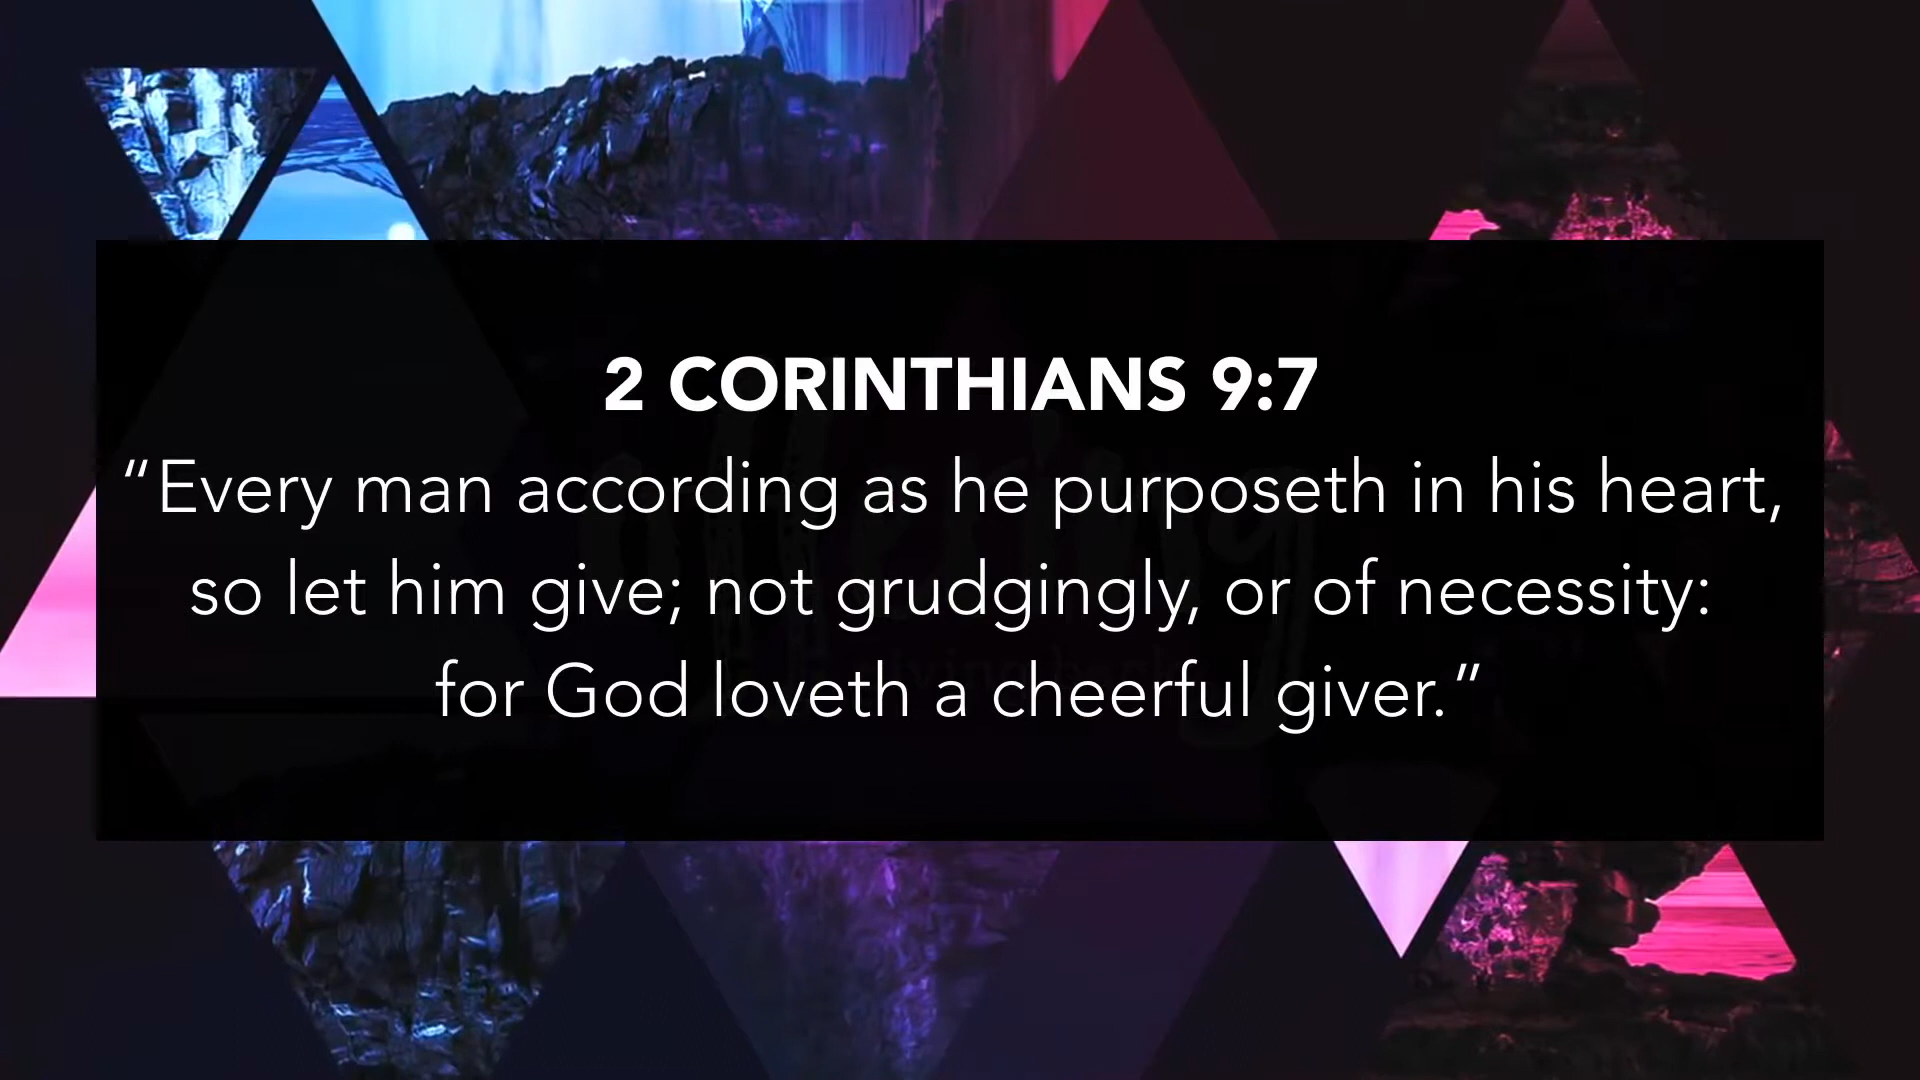 2 CORINTHIANS 9:7
“Every man according as he purposeth in his heart,
so let him give; not grudgingly, or of necessity:
for God loveth a cheerful giver.”